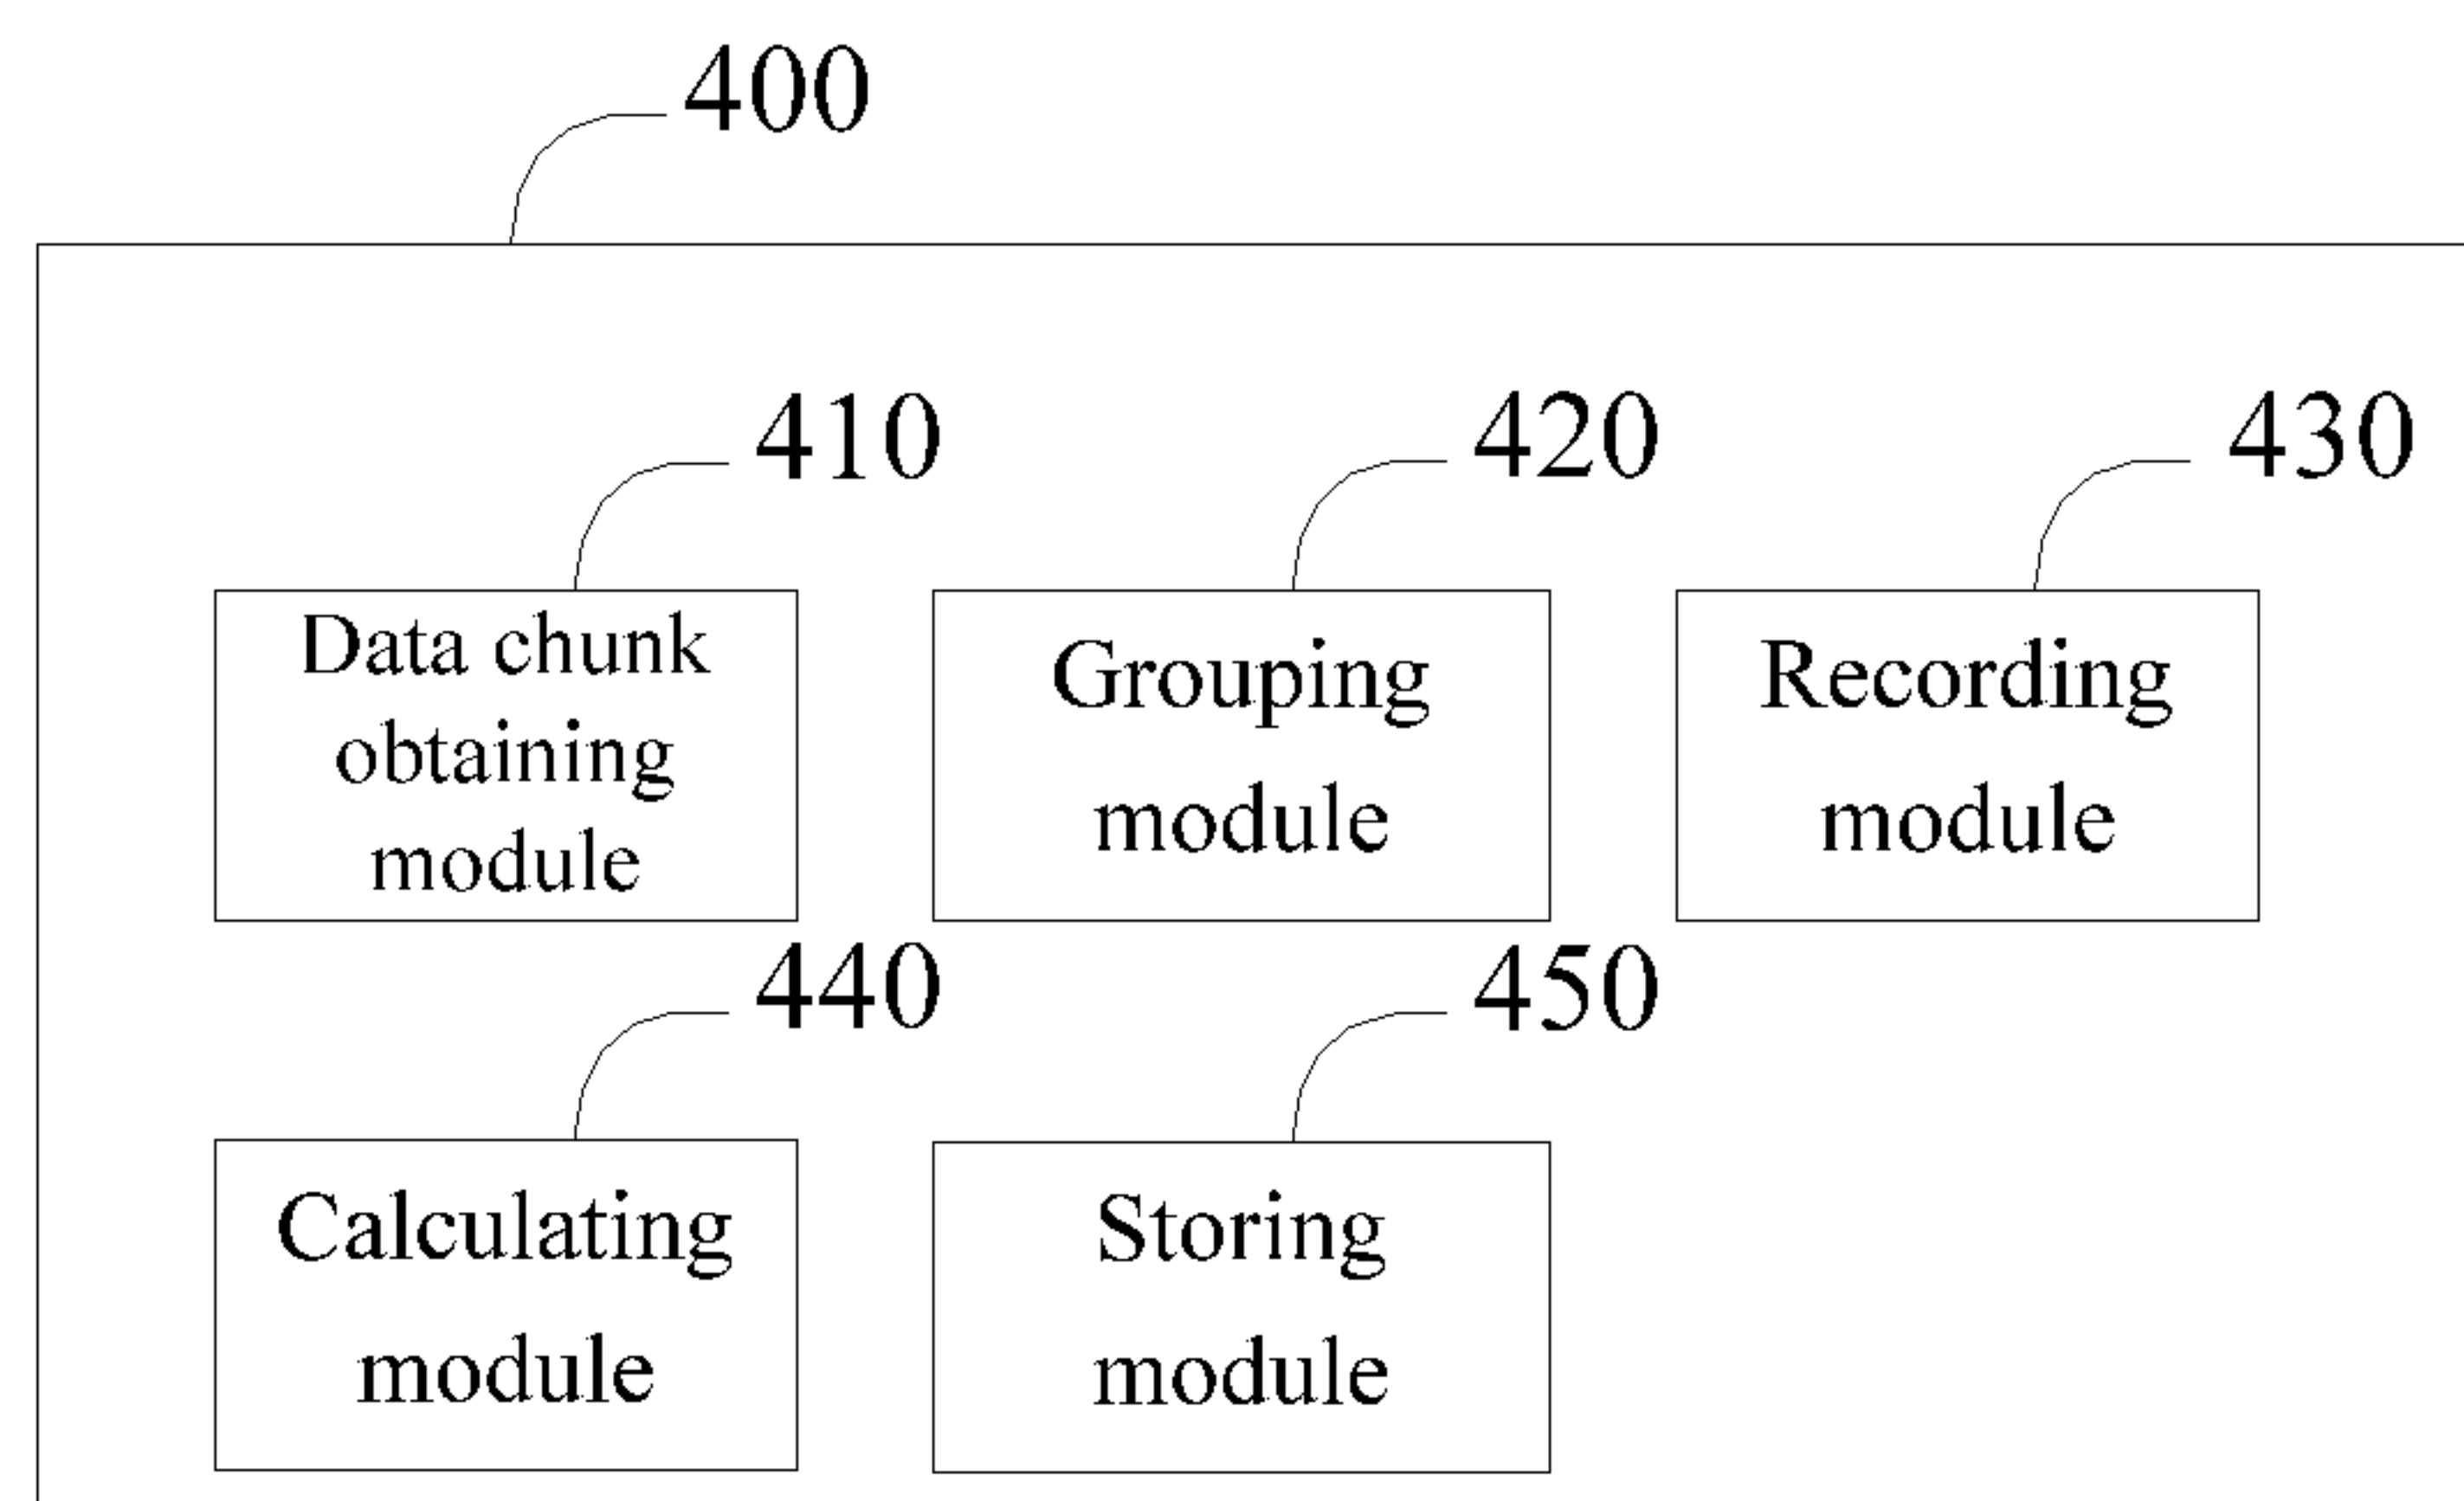 400
410
420
430
Data chunk
obtaining
module
Grouping
module
Recording
module
440
450
Calculating
module
Storing
module